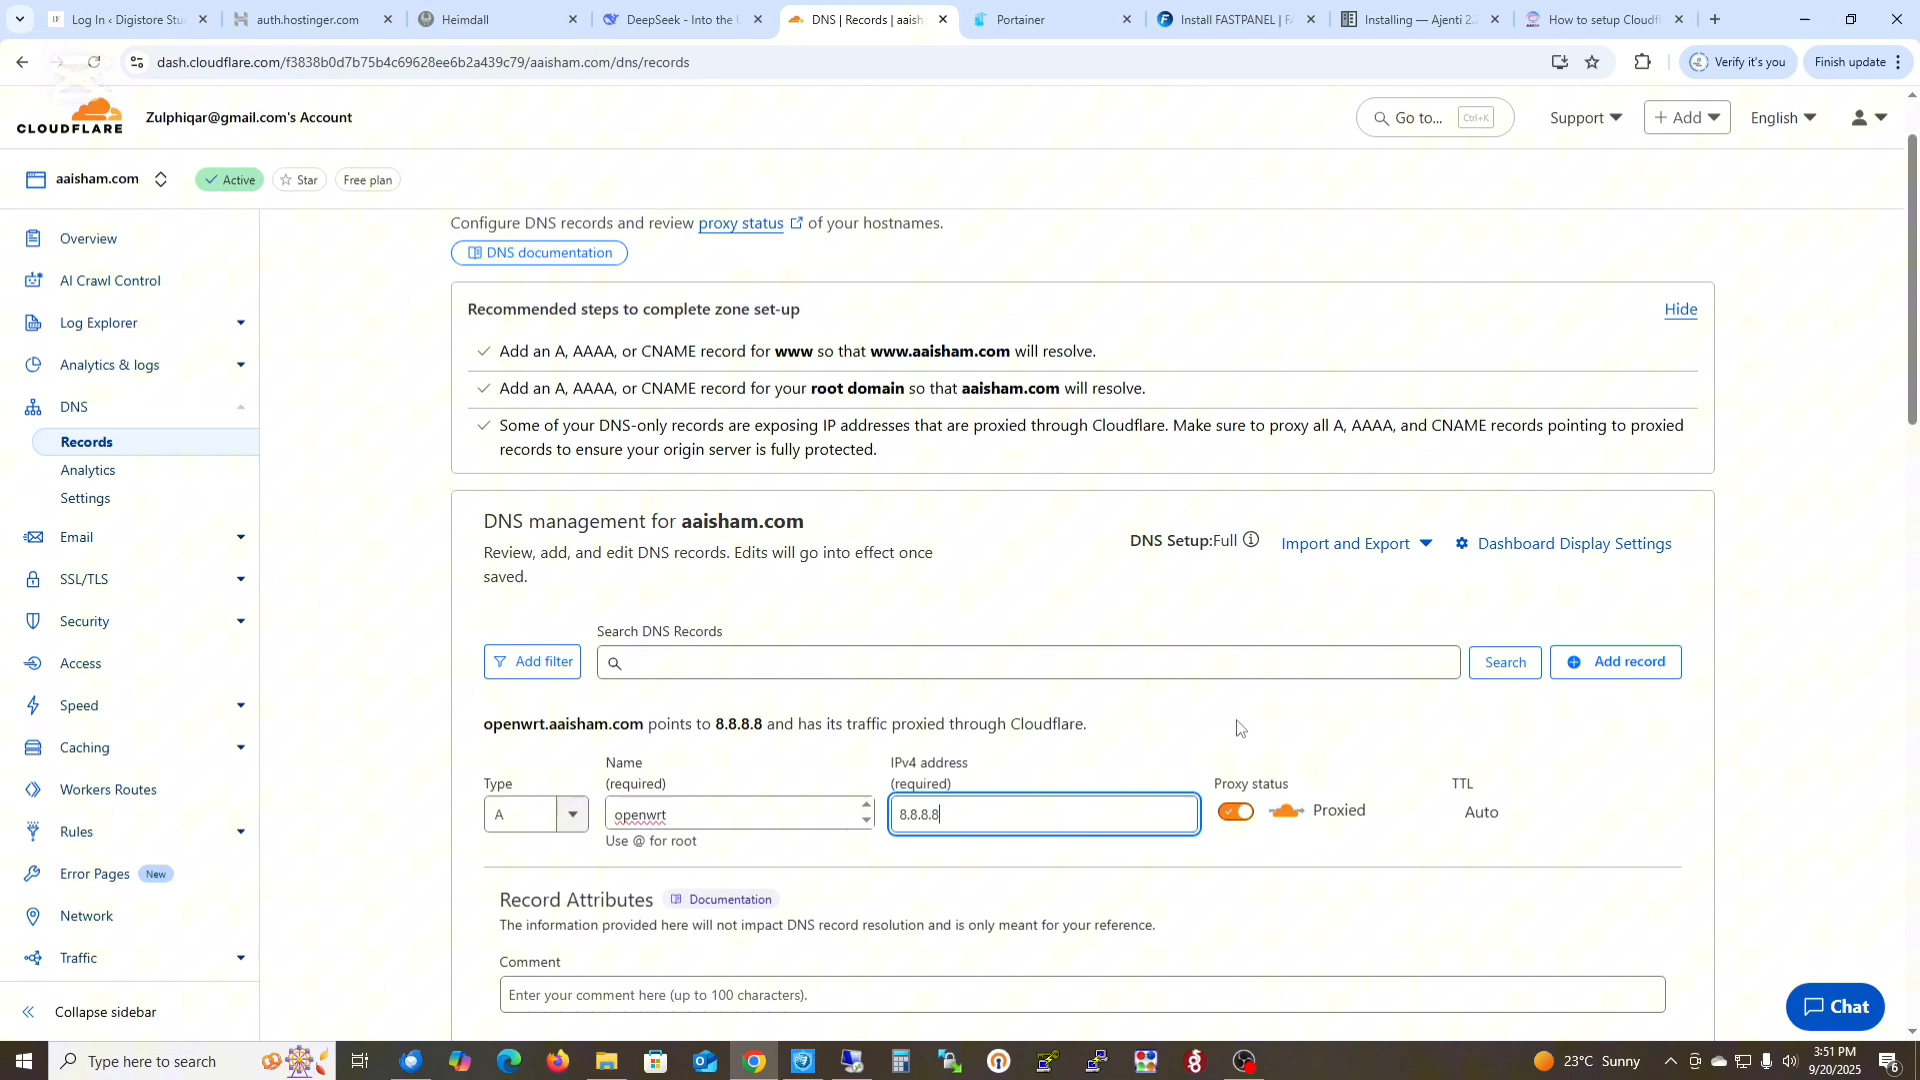 Log In ‹ Digistore Stu
auth.hostinger.com
Heimdall
DeepSeek - Into the U
DNS | Records | aaish
Portainer
Install FASTPANEL | FA
Installing — Ajenti 2.2
How to setup Cloudf
dash.cloudflare.com/f3838b0d7b75b4c69628ee6b2a439c79/aaisham.com/dns/records
Verify it's you
Finish update
CLOUDFLARE
Zulphiqar@gmail.com's Account
Go to...
Ctrl+K
Support
+ Add
English
aaisham.com
Active
Star
Free plan
Overview
AI Crawl Control
Log Explorer
Analytics & logs
DNS
Records
Analytics
Settings
Email
SSL/TLS
Security
Access
Speed
Caching
Workers Routes
Rules
Error Pages New
Network
Traffic
Collapse sidebar
Configure DNS records and review proxy status of your hostnames.
DNS documentation
Recommended steps to complete zone set-up
Hide
Add an A, AAAA, or CNAME record for www so that www.aaisham.com will resolve.
Add an A, AAAA, or CNAME record for your root domain so that aaisham.com will resolve.
Some of your DNS-only records are exposing IP addresses that are proxied through Cloudflare. Make sure to proxy all A, AAAA, and CNAME records pointing to proxied
records to ensure your origin server is fully protected.
DNS management for aaisham.com
Review, add, and edit DNS records. Edits will go into effect once
saved.
DNS Setup:Full
Import and Export
Dashboard Display Settings
Search DNS Records
Add filter
Search
Add record
openwrt.aaisham.com points to 8.8.8.8 and has its traffic proxied through Cloudflare.
Type
Name
(required)
IPv4 address
(required)
Proxy status
TTL
A
openwrt
8.8.8.8
Proxied
Auto
Use @ for root
Record Attributes
Documentation
The information provided here will not impact DNS record resolution and is only meant for your reference.
Comment
Enter your comment here (up to 100 characters).
Chat
Type here to search
23°C Sunny
3:51 PM
9/20/2025
6